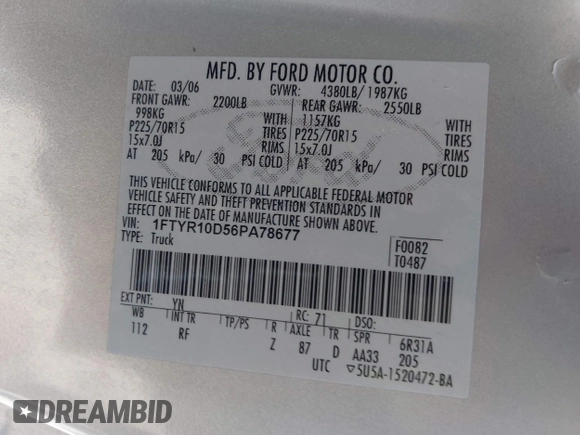 MFD. BY FORD MOTOR CO.
DATE: 03/06 GVWR: 4380LB/ 1987KG
FRONT GAWR: 2200LB REAR GAWR: 2550LB
998KG WITH 1157KG WITH
P225/70R15 TIRES P225/70R15 TIRES
15x7.0J RIMS 15x7.0J RIMS
AT 205 kPa/ 30 PSI COLD AT 205 kPa/ 30 PSI COLD
THIS VEHICLE CONFORMS TO ALL APPLICABLE FEDERAL MOTOR
VEHICLE SAFETY AND THEFT PREVENTION STANDARDS IN
EFFECT ON THE DATE OF MANUFACTURE SHOWN ABOVE.
VIN: 1FTYR10D56PA78677
TYPE: Truck
F0082
T0487
EXT PNT: YN RC: 71 DSO:
WB INT TR TP/PS R AXLE TR SPR 6R31A
112 RF Z 87 D AA33 205
UTC ▽5U5A-1520472-BA
Ford
DREAMBID